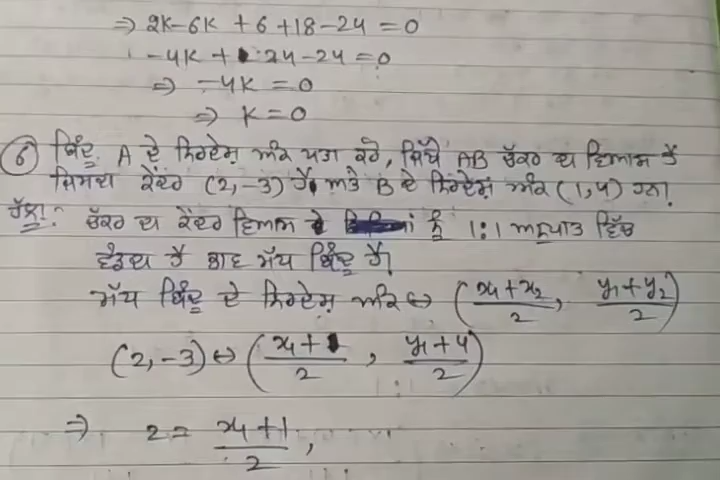 ⇒ 2K-6K + 6 +18-24 = 0
-4K + 24-24 = 0
⇒ -4K = 0
⇒ K = 0
(6) ਬਿੰਦੂ A ਦੇ ਨਿਰਦੇਸ਼ ਅੰਕ ਪਤਾ ਕਰੋ, ਜਿੱਥੇ AB ਚੱਕਰ ਦਾ ਵਿਆਸ ਹੈ
ਜਿਸਦਾ ਕੇਂਦਰ (2,-3) ਹੈ ਅਤੇ B ਦੇ ਨਿਰਦੇਸ਼ ਅੰਕ (1,4) ਹਨ।
ਹੱਲ: ਚੱਕਰ ਦਾ ਕੇਂਦਰ ਵਿਆਸ ਨੂੰ 1:1 ਅਨੁਪਾਤ ਵਿੱਚ
ਵੰਡਦਾ ਹੈ ਭਾਵ ਮੱਧ ਬਿੰਦੂ ਹੈ।
ਮੱਧ ਬਿੰਦੂ ਦੇ ਨਿਰਦੇਸ਼ ਅੰਕ ↔ (x₁+x₂/2, y₁+y₂/2)
(2,-3) ↔ (x₁+1/2, y₁+4/2)
⇒ 2 = x₁+1/2,